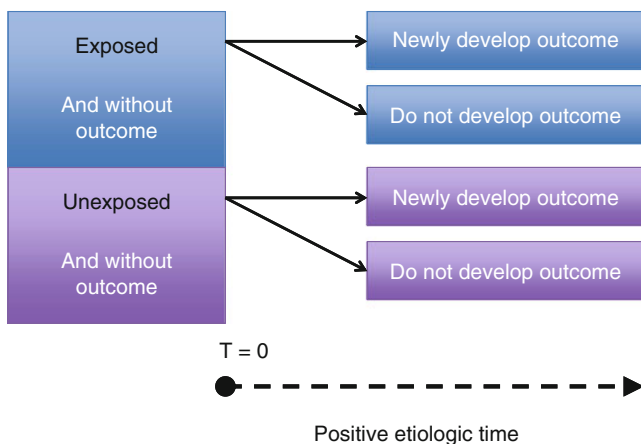 Exposed
And without
outcome
Newly develop outcome
Do not develop outcome
Unexposed
And without
outcome
Newly develop outcome
Do not develop outcome
T = 0
Positive etiologic time